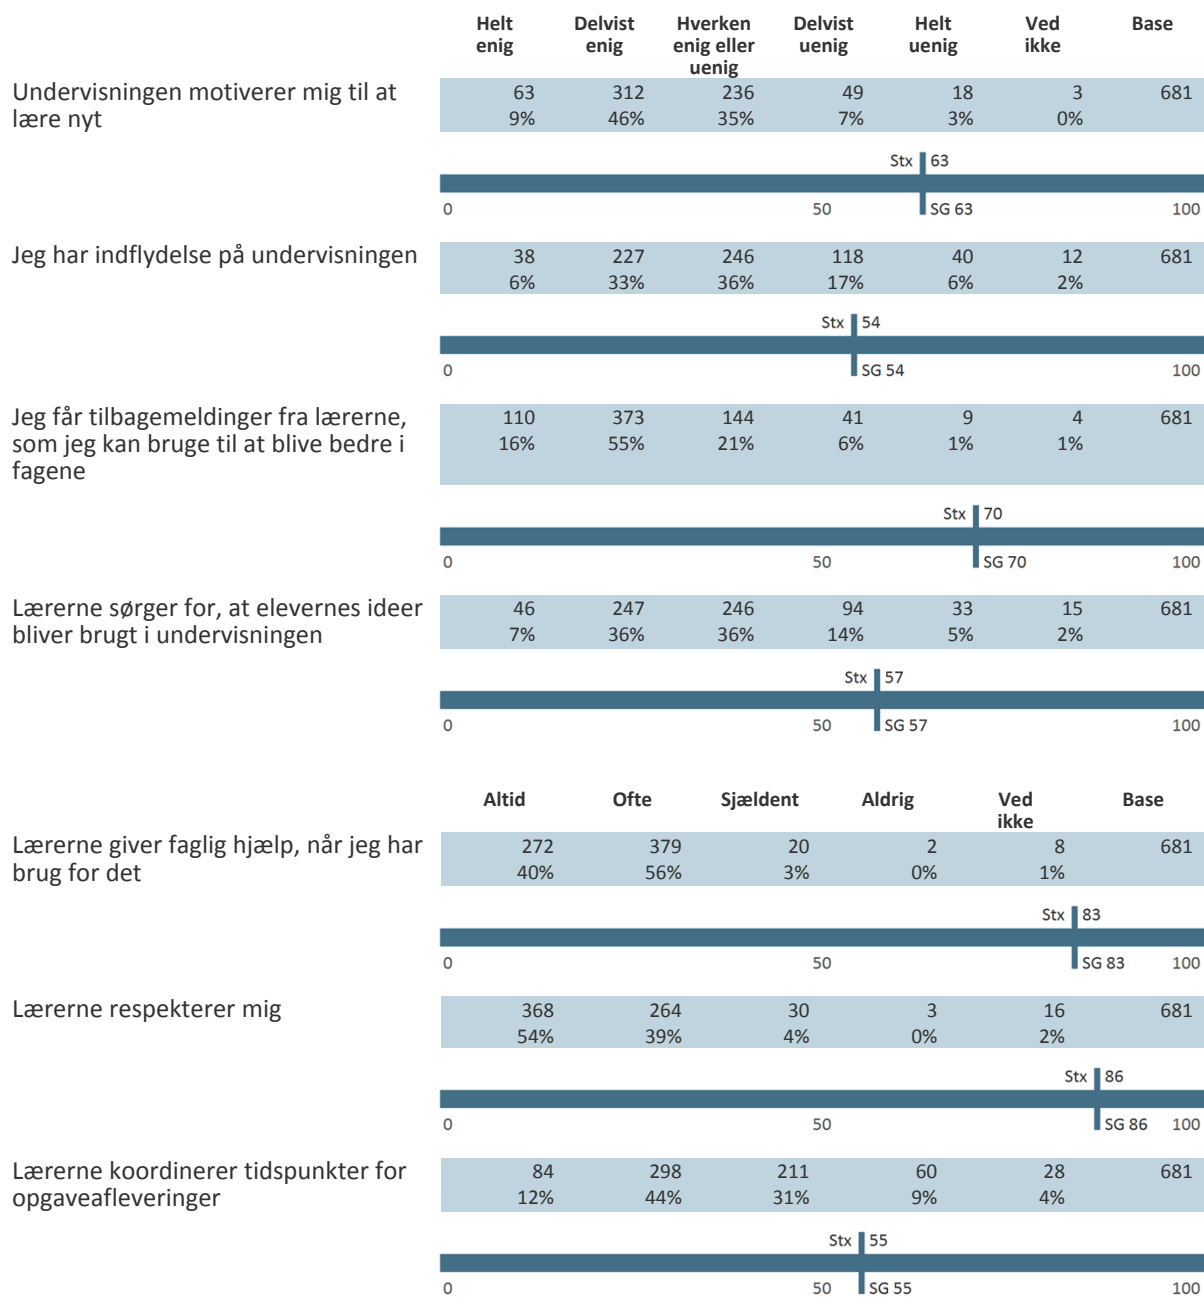 Helt enig Delvist enig Hverken enig eller uenig Delvist uenig Helt uenig Ved ikke Base
Undervisningen motiverer mig til at 63 312 236 49 18 3 681
lære nyt 9% 46% 35% 7% 3% 0%
Stx 63
0 50 SG 63 100
Jeg har indflydelse på undervisningen 38 227 246 118 40 12 681
6% 33% 36% 17% 6% 2%
Stx 54
0 SG 54 100
Jeg får tilbagemeldinger fra lærerne, 110 373 144 41 9 4 681
som jeg kan bruge til at blive bedre i 16% 55% 21% 6% 1% 1%
fagene
Stx 70
0 50 SG 70 100
Lærerne sørger for, at elevernes ideer 46 247 246 94 33 15 681
bliver brugt i undervisningen 7% 36% 36% 14% 5% 2%
Stx 57
0 50 SG 57 100
Altid Ofte Sjældent Aldrig Ved ikke Base
Lærerne giver faglig hjælp, når jeg har 272 379 20 2 8 681
brug for det 40% 56% 3% 0% 1%
Stx 83
0 50 SG 83 100
Lærerne respekterer mig 368 264 30 3 16 681
54% 39% 4% 0% 2%
Stx 86
0 50 SG 86 100
Lærerne koordinerer tidspunkter for 84 298 211 60 28 681
opgaveafleveringer 12% 44% 31% 9% 4%
Stx 55
0 50 SG 55 100